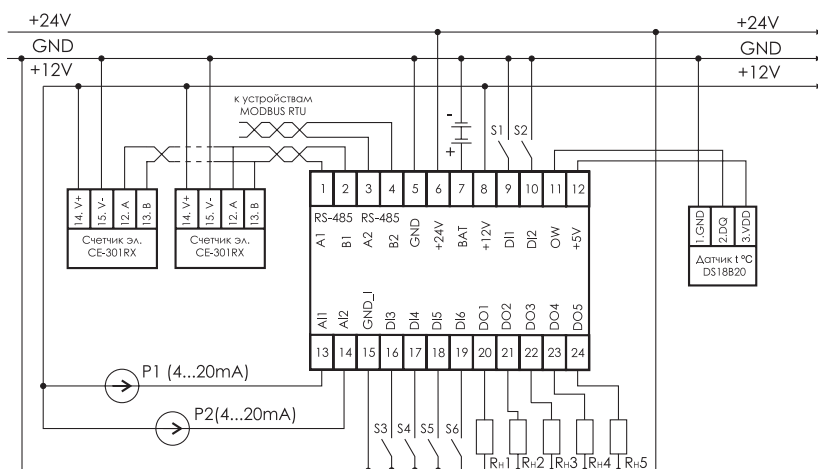 +24V +24V
GND GND
+12V +12V
к устройствам
MODBUS RTU
-
+
S1 S2
14. V+ 15. V- 12. A 13. B
Счетчик эл.
CE-301RX
14. V+ 15. V- 12. A 13. B
Счетчик эл.
CE-301RX
1 2 3 4 5 6 7 8 9 10 11 12
RS-485 RS-485
A1 B1 A2 B2 GND +24V BAT +12V DI1 DI2 OW +5V
1.GND 2.DQ 3.VDD
Датчик t °C
DS18B20
AI1 AI2 GND_I DI3 DI4 DI5 DI6 DO1 DO2 DO3 DO4 DO5
13 14 15 16 17 18 19 20 21 22 23 24
P1 (4...20mA)
P2(4...20mA)
S3 S4 S5 S6
Rн1 Rн2 Rн3 Rн4 Rн5